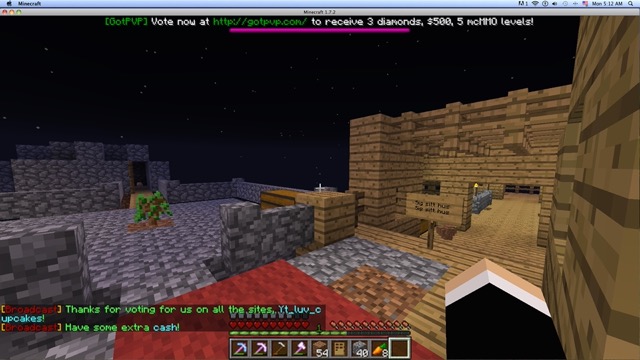 Minecraft
1
Mon 5:12 AM
Minecraft 1.7.2
[GotPVP] Vote now at http://gotpvp.com/ to receive 3 diamonds, $500, 5 mcMMO levels!
[Broadcast] Thanks for voting for us on all the sites, Yt_luv_c
upcakes!
[Broadcast] Have some extra cash!
1
54
40
8